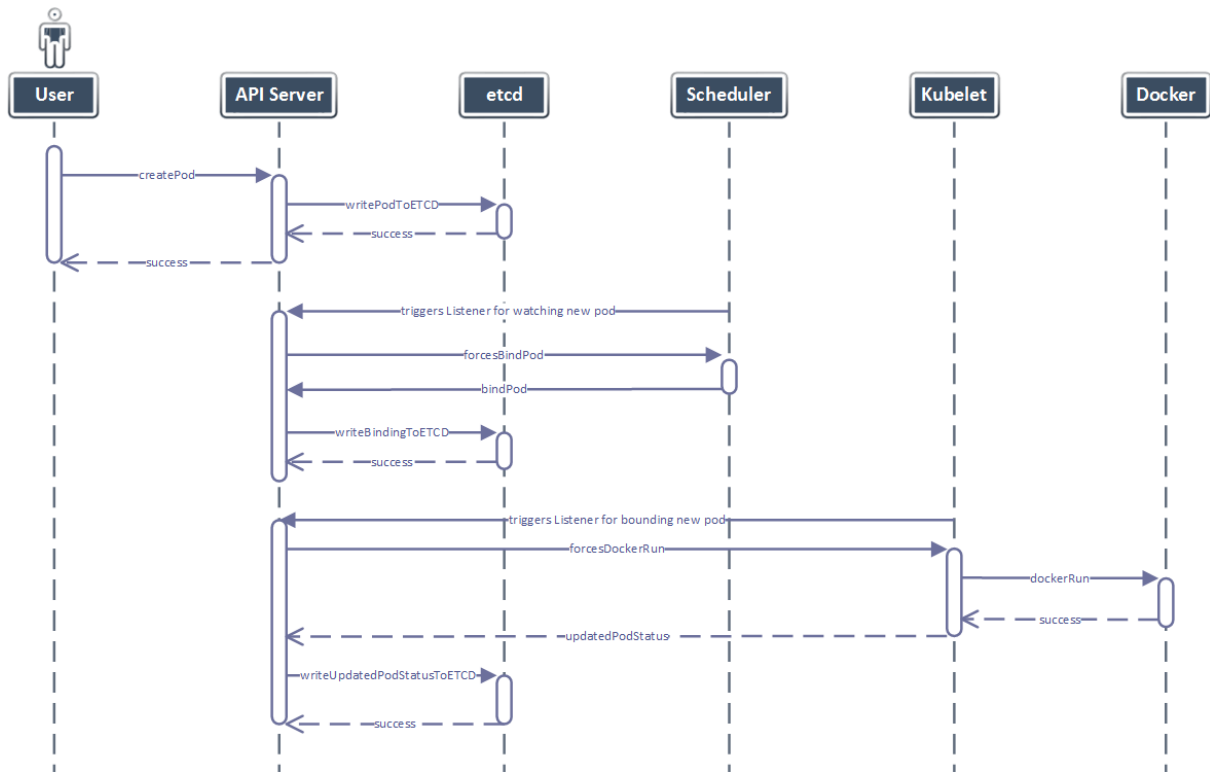 User
API Server
etcd
Scheduler
Kubelet
Docker
createPod
writePodToETCD
success
success
triggers Listener for watching new pod
forcesBindPod
bindPod
writeBindingToETCD
success
triggers Listener for bounding new pod
forcesDockerRun
dockerRun
success
updatedPodStatus
writeUpdatedPodStatusToETCD
success